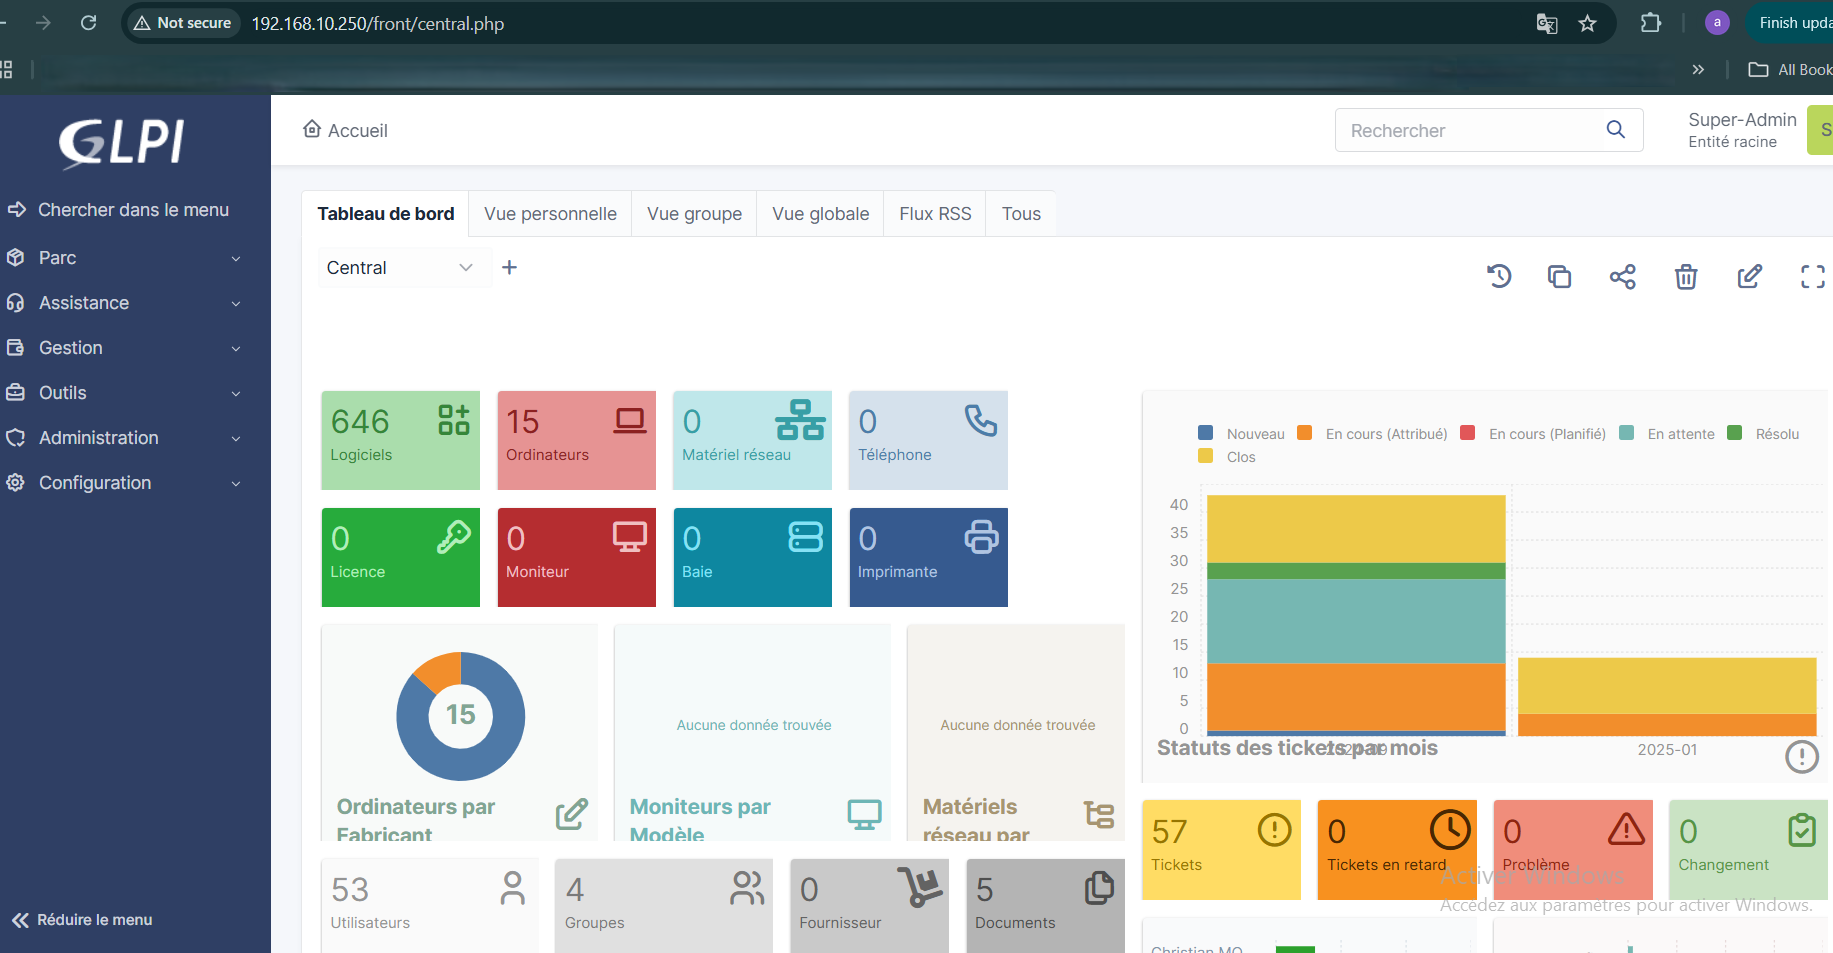 Not secure 192.168.10.250/front/central.php
a
Finish upda
All Book
GLPI
Accueil
Rechercher
Super-Admin
Entité racine
S
Chercher dans le menu
Parc
Assistance
Gestion
Outils
Administration
Configuration
Réduire le menu
Tableau de bord Vue personnelle Vue groupe Vue globale Flux RSS Tous
Central
646
Logiciels
15
Ordinateurs
0
Matériel réseau
0
Téléphone
0
Licence
0
Moniteur
0
Baie
0
Imprimante
15
Ordinateurs par
Fabricant
Aucune donnée trouvée
Moniteurs par
Modèle
Aucune donnée trouvée
Matériels
réseau par
53
Utilisateurs
4
Groupes
0
Fournisseur
5
Documents
Nouveau En cours (Attribué) En cours (Planifié) En attente Résolu
Clos
40
35
30
25
20
15
10
5
0
2024-09 2025-01
Statuts des tickets par mois
57
Tickets
0
Tickets en retard
0
Problème
0
Changement
Activer Windows
Accédez aux paramètres pour activer Windows.
Christian MO